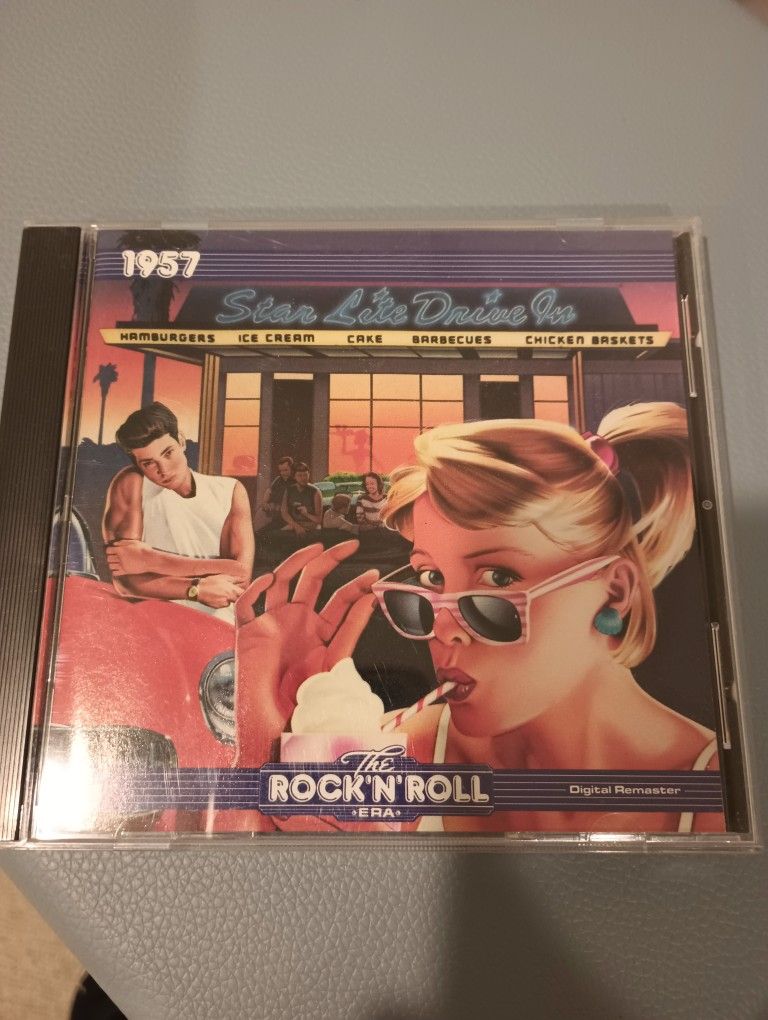 1957
Star Lite Drive In
HAMBURGERS ICE CREAM CAKE BARBECUES CHICKEN BASKETS
The
ROCK'N'ROLL
ERA
Digital Remaster